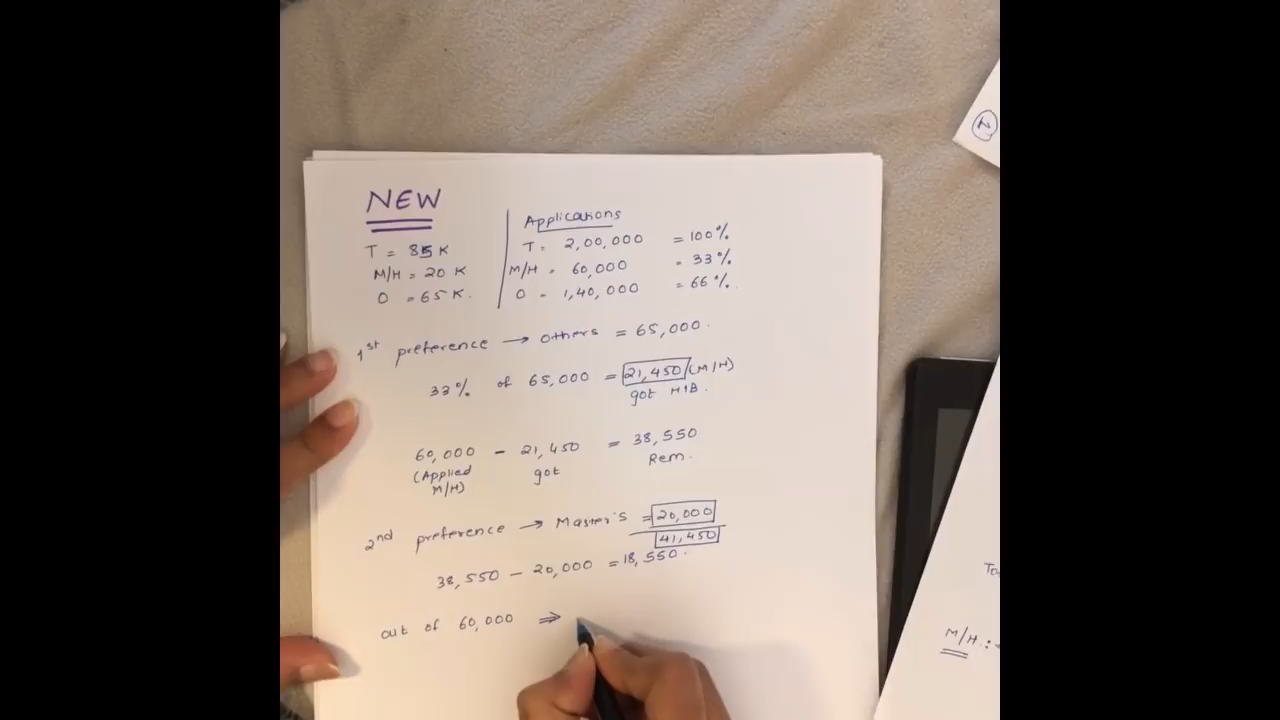 NEW
T = 85 K
M/H = 20 K
O = 65 K.
Applications
T = 2,00,000 = 100%
M/H = 60,000 = 33%
O = 1,40,000 = 66%.
1st preference → others = 65,000.
33% of 65,000 = 21,450 (M/H)
got H1B.
60,000 - 21,450 = 38,550
(Applied M/H) got Rem.
2nd preference → Master's = 20,000
41,450
38,550 - 20,000 = 18,550.
out of 60,000 ⇒
M/H :-